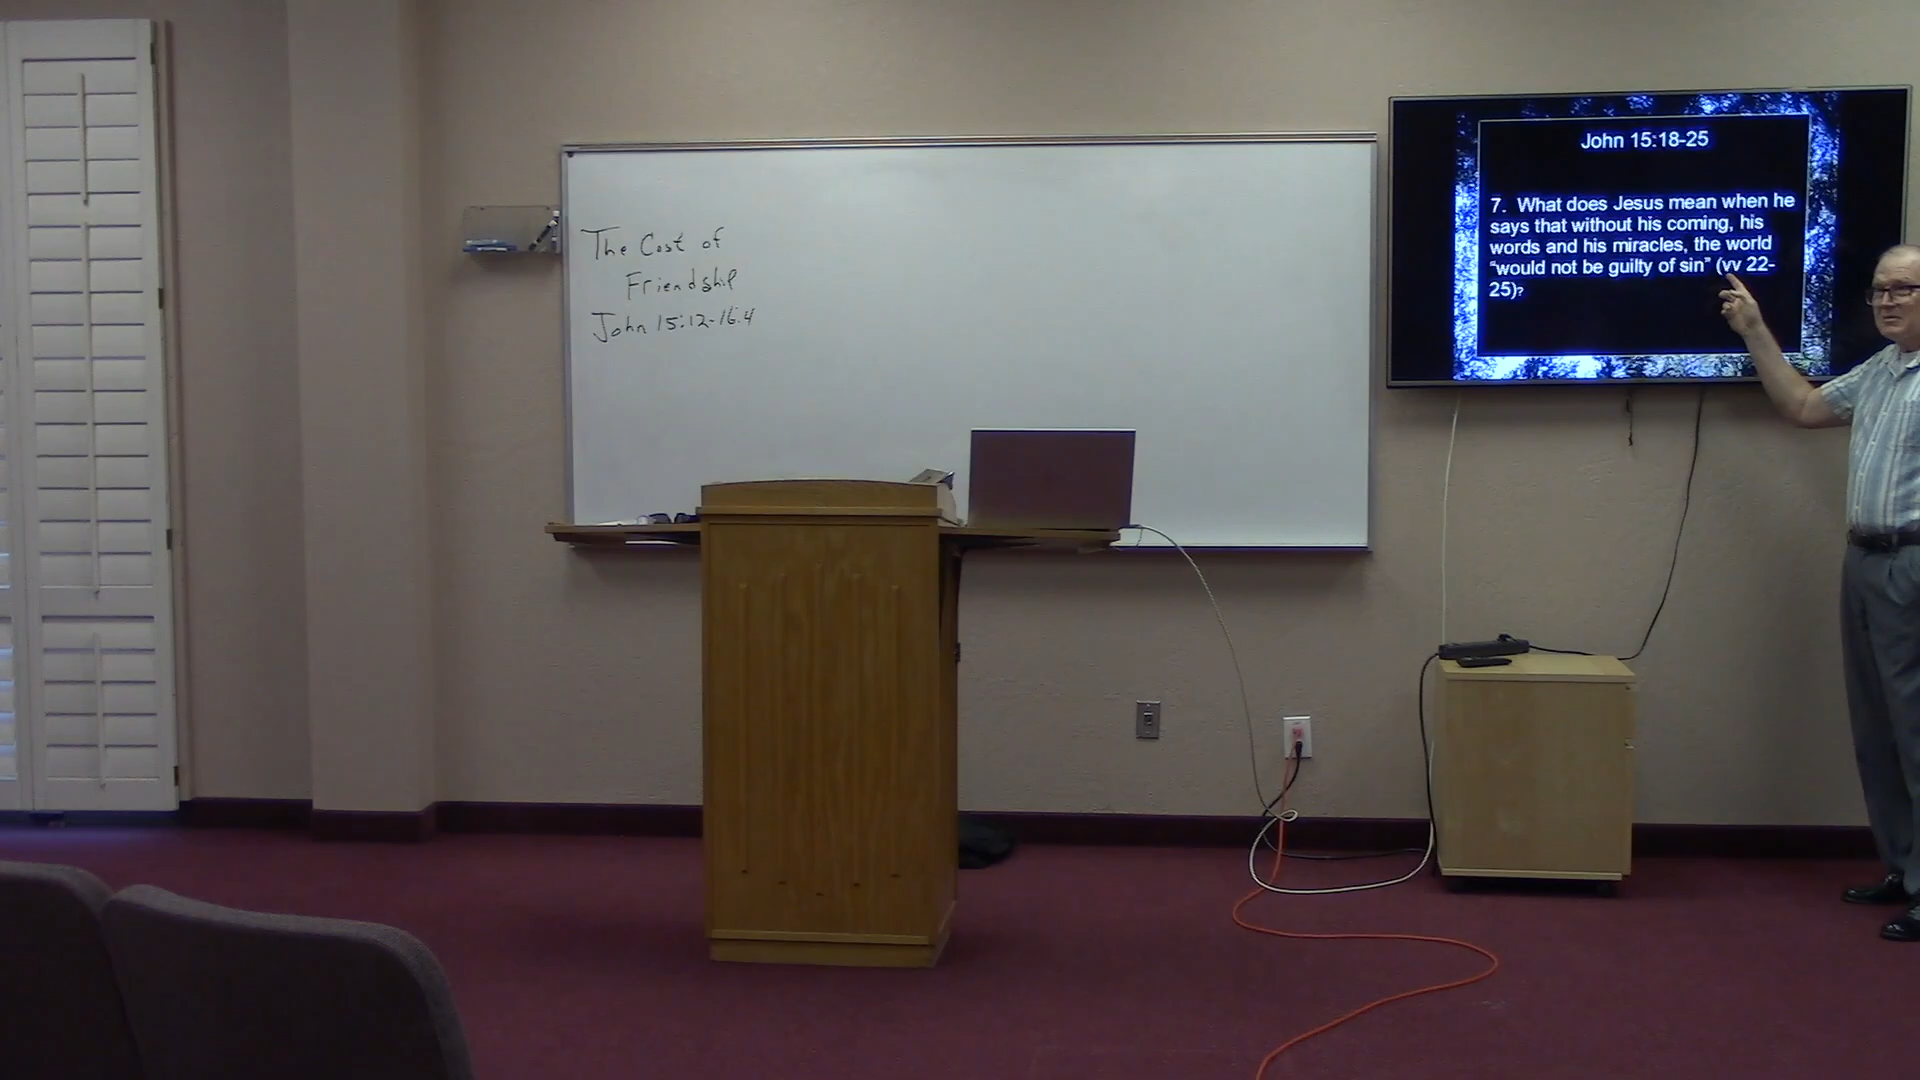 The Cost of
Friendship
John 15:12-16:4
John 15:18-25
7. What does Jesus mean when he
says that without his coming, his
words and his miracles, the world
“would not be guilty of sin” (vv 22-
25)?